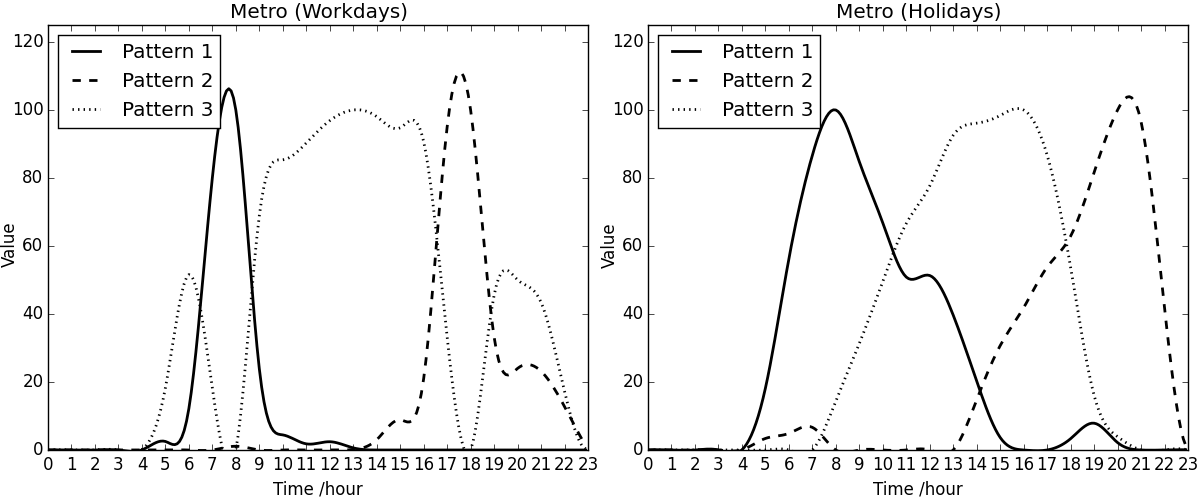 Metro (Workdays)
120
100
80
60
40
20
0
Value
Pattern 1
Pattern 2
Pattern 3
0 1 2 3 4 5 6 7 8 9 10 11 12 13 14 15 16 17 18 19 20 21 22 23
Time /hour
Metro (Holidays)
120
100
80
60
40
20
0
Value
Pattern 1
Pattern 2
Pattern 3
0 1 2 3 4 5 6 7 8 9 10 11 12 13 14 15 16 17 18 19 20 21 22 23
Time /hour